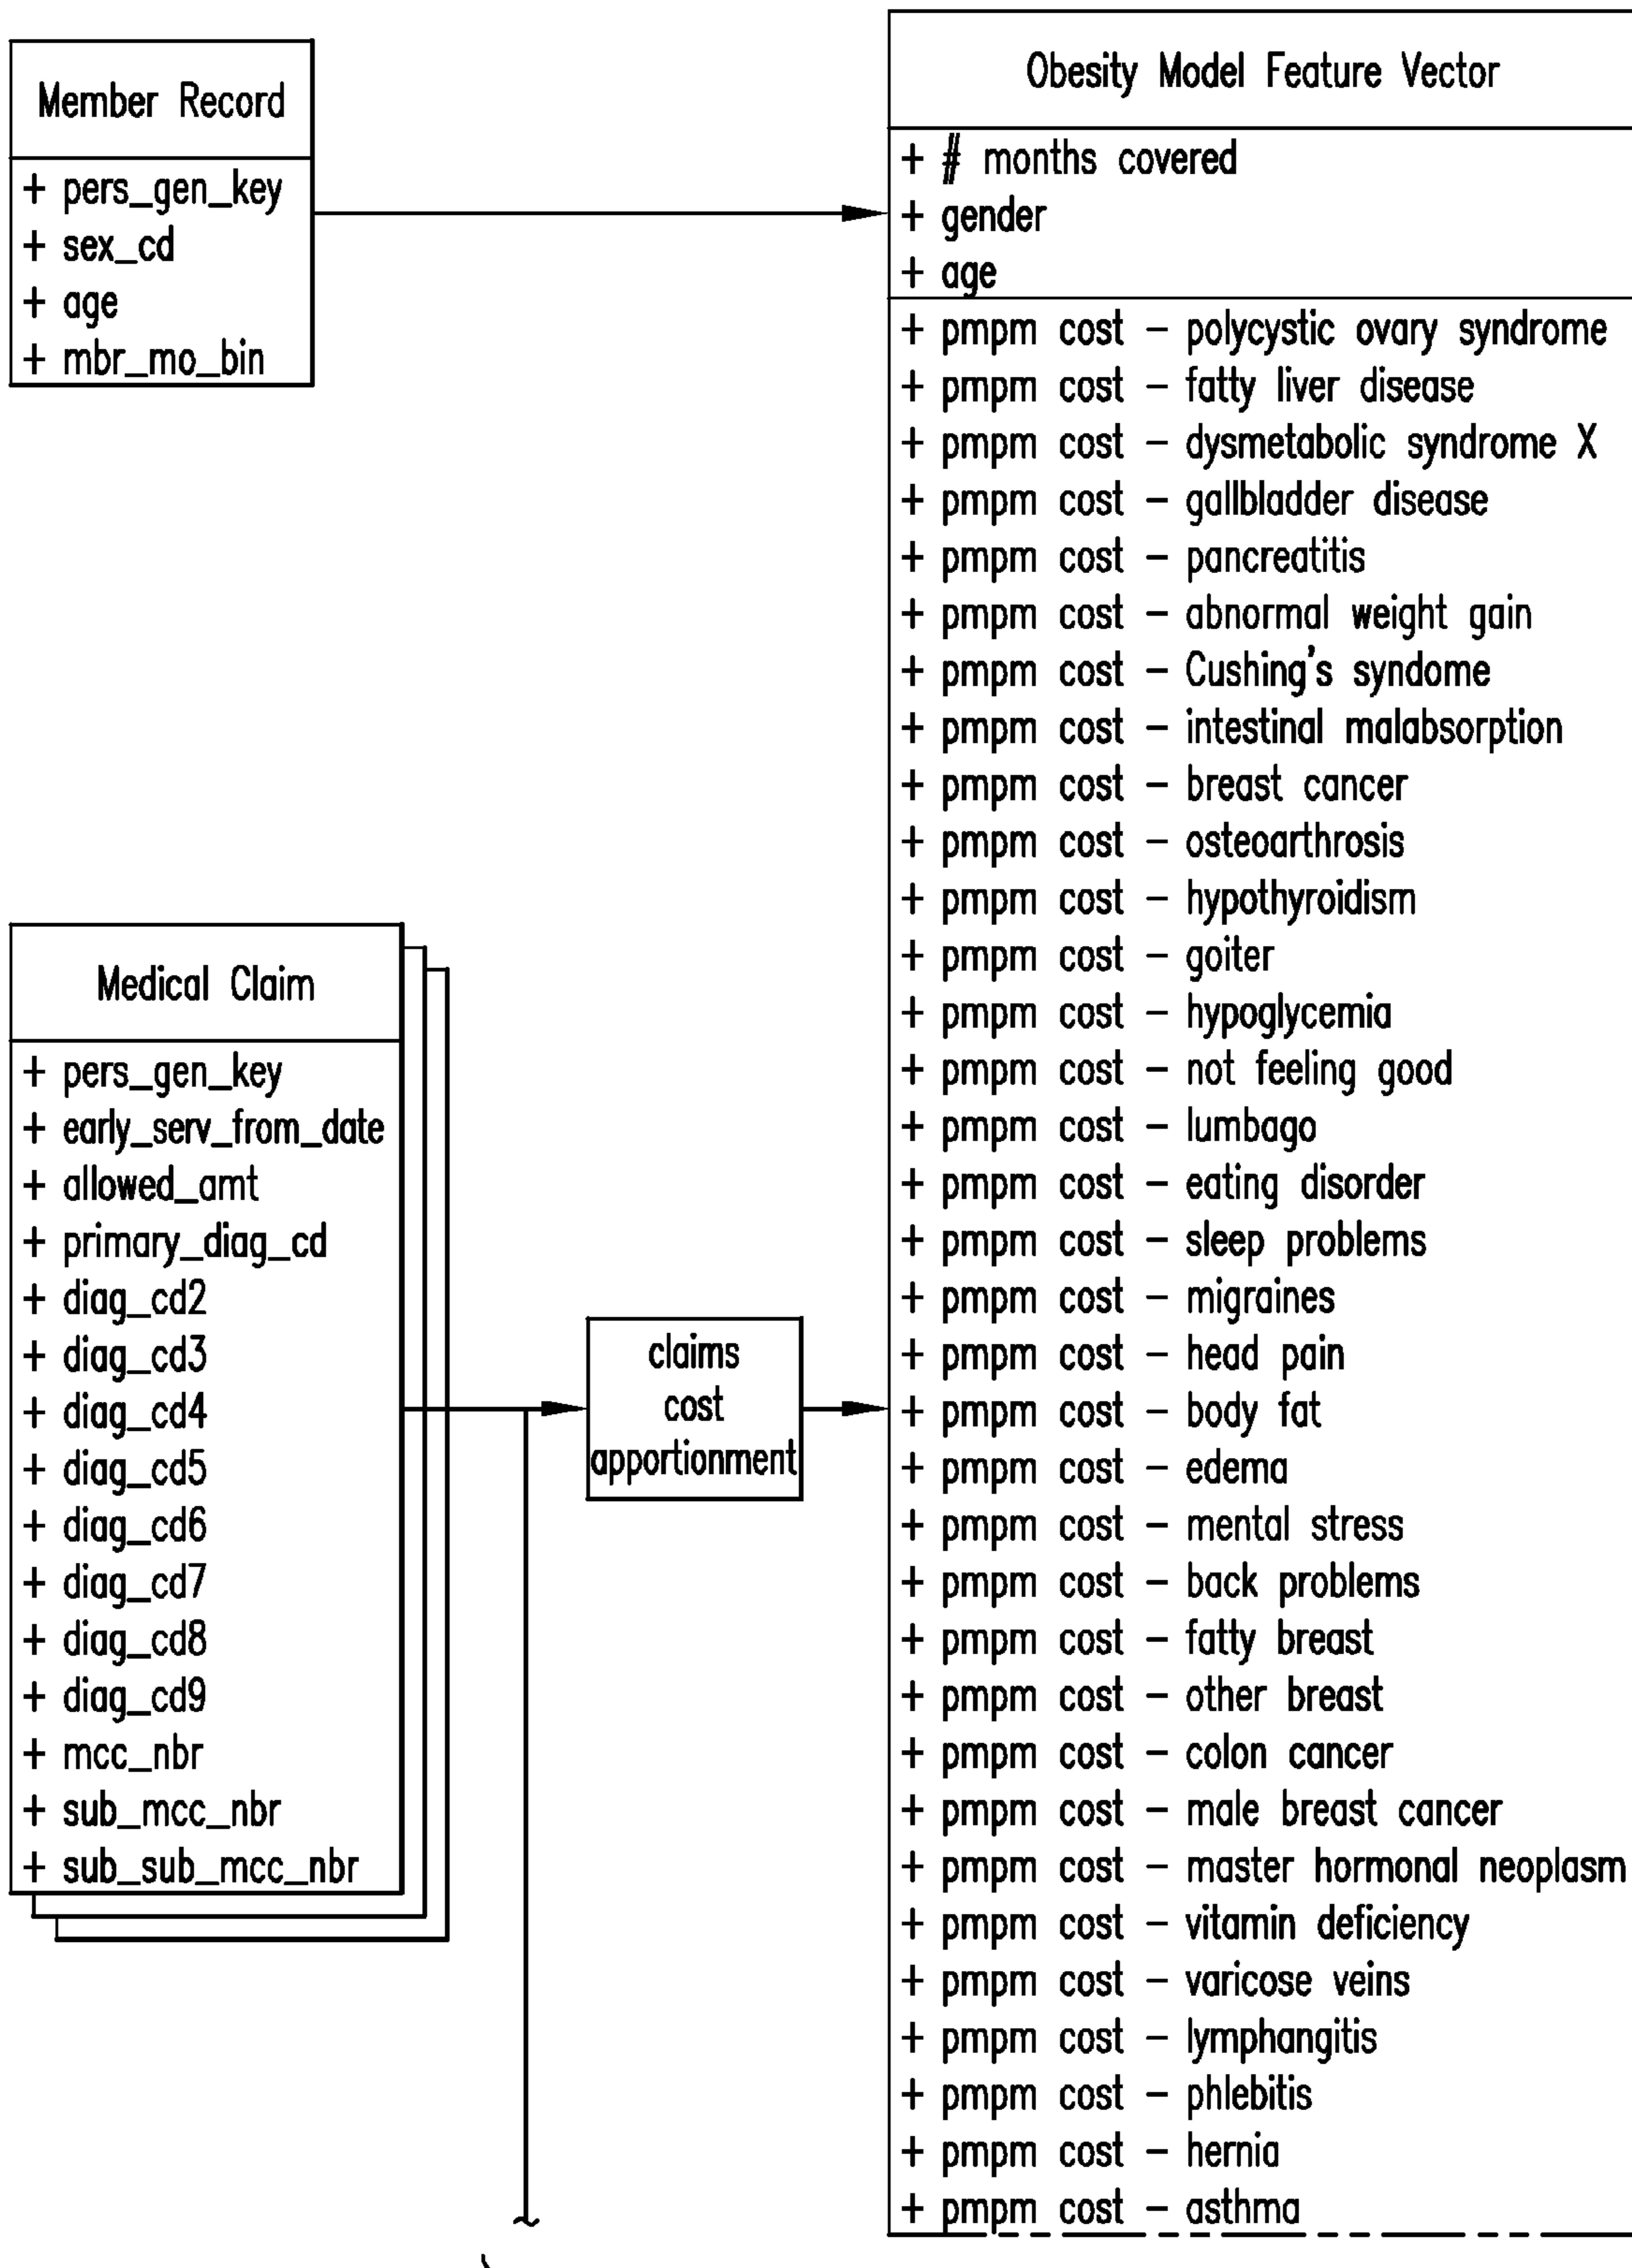 Member Record
+ pers_gen_key
+ sex_cd
+ age
+ mbr_mo_bin
Medical Claim
+ pers_gen_key
+ early_serv_from_date
+ allowed_amt
+ primary_diag_cd
+ diag_cd2
+ diag_cd3
+ diag_cd4
+ diag_cd5
+ diag_cd6
+ diag_cd7
+ diag_cd8
+ diag_cd9
+ mcc_nbr
+ sub_mcc_nbr
+ sub_sub_mcc_nbr
claims
cost
apportionment
Obesity Model Feature Vector
+ # months covered
+ gender
+ age
+ pmpm cost – polycystic ovary syndrome
+ pmpm cost – fatty liver disease
+ pmpm cost – dysmetabolic syndrome X
+ pmpm cost – gallbladder disease
+ pmpm cost – pancreatitis
+ pmpm cost – abnormal weight gain
+ pmpm cost – Cushing's syndome
+ pmpm cost – intestinal malabsorption
+ pmpm cost – breast cancer
+ pmpm cost – osteoarthrosis
+ pmpm cost – hypothyroidism
+ pmpm cost – goiter
+ pmpm cost – hypoglycemia
+ pmpm cost – not feeling good
+ pmpm cost – lumbago
+ pmpm cost – eating disorder
+ pmpm cost – sleep problems
+ pmpm cost – migraines
+ pmpm cost – head pain
+ pmpm cost – body fat
+ pmpm cost – edema
+ pmpm cost – mental stress
+ pmpm cost – back problems
+ pmpm cost – fatty breast
+ pmpm cost – other breast
+ pmpm cost – colon cancer
+ pmpm cost – male breast cancer
+ pmpm cost – master hormonal neoplasm
+ pmpm cost – vitamin deficiency
+ pmpm cost – varicose veins
+ pmpm cost – lymphangitis
+ pmpm cost – phlebitis
+ pmpm cost – hernia
+ pmpm cost – asthma